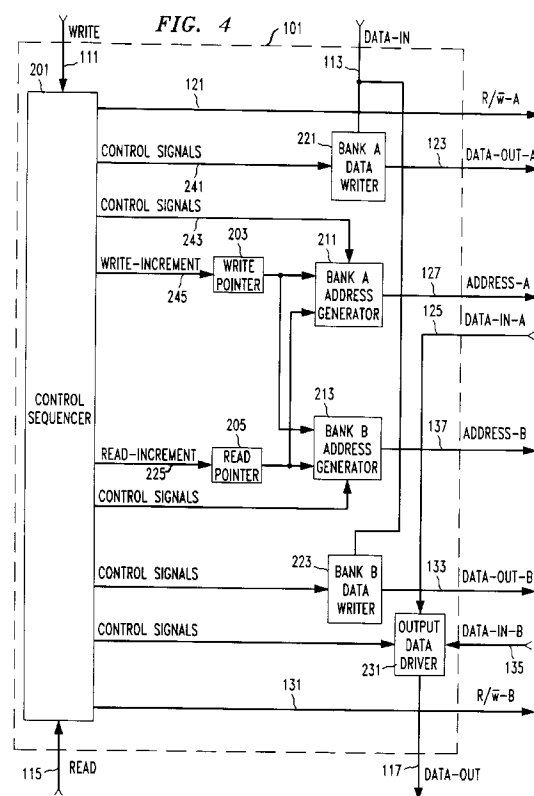 FIG. 4
WRITE
101
DATA-IN
111
113
201
121
R/W̅-A
221
BANK A
DATA
WRITER
CONTROL SIGNALS
241
123
DATA-OUT-A
CONTROL SIGNALS
243
203
211
WRITE-INCREMENT
245
WRITE
POINTER
BANK A
ADDRESS
GENERATOR
127
ADDRESS-A
125
DATA-IN-A
CONTROL
SEQUENCER
213
BANK B
ADDRESS
GENERATOR
137
ADDRESS-B
205
READ-INCREMENT
225
READ
POINTER
CONTROL SIGNALS
223
BANK B
DATA
WRITER
CONTROL SIGNALS
133
DATA-OUT-B
OUTPUT
DATA
DRIVER
CONTROL SIGNALS
231
DATA-IN-B
135
131
R/W̅-B
115
READ
117
DATA-OUT